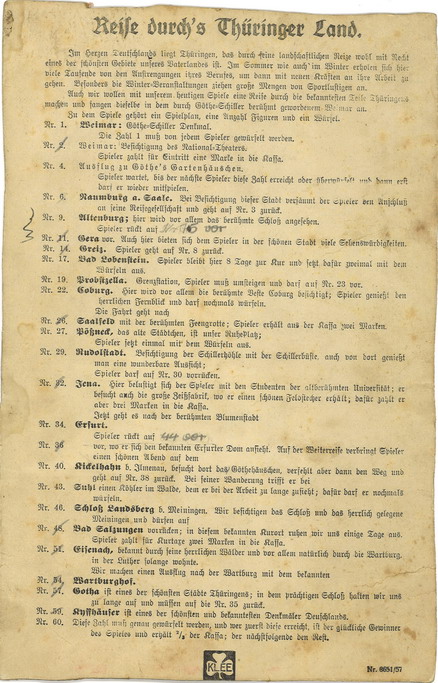 Reise durch's Thüringer Land.
Im Herzen Deutschlands liegt Thüringen, das durch seine landschaftlichen Reize wohl mit Recht
eines der schönsten Gebiete unseres Vaterlandes ist. Im Sommer wie auch im Winter erholen sich hier
viele Tausende von den Anstrengungen ihres Berufes, um dann mit neuen Kräften an ihre Arbeit zu
gehen. Besonders die Winter-Veranstaltungen ziehen große Mengen von Sportlustigen an.
Auch wir wollen mit unserem heutigen Spiele eine Reise durch die bekanntesten Teile Thüringens
machen und fangen dieselbe in dem durch Göthe-Schiller berühmt gewordenem Weimar an.
Zu dem Spiele gehört ein Spielplan, eine Anzahl Figuren und ein Würfel.
Nr. 1. Weimar: Göthe-Schiller Denkmal.
Die Zahl 1 muß von jedem Spieler gewürfelt werden.
Nr. 2. Weimar: Besichtigung des National-Theaters.
Spieler zahlt für Eintritt eine Marke in die Kassa.
Nr. 4. Ausflug zu Göthe's Gartenhäuschen.
Spieler wartet, bis der nächste Spieler diese Zahl erreicht oder überwürfelt und dann erst
darf er wieder mitspielen.
Nr. 6. Naumburg a. Saale. Bei Besichtigung dieser Stadt versäumt der Spieler den Anschluß
an seine Reisegesellschaft und geht auf Nr. 3 zurück.
Nr. 9. Altenburg; hier wird vor allem das berühmte Schloß angesehen.
Spieler rückt auf vor
Nr. 11. Gera vor. Auch hier bieten sich dem Spieler in der schönen Stadt viele Sehenswürdigkeiten.
Nr. 14. Greiz. Spieler geht auf Nr. 8 zurück.
Nr. 17. Bad Lobenstein. Spieler bleibt hier 8 Tage zur Kur und setzt dafür zweimal mit dem
Würfeln aus.
Nr. 19. Probstzella. Grenzstation, Spieler muß umsteigen und darf auf Nr. 23 vor.
Nr. 22. Coburg. Hier wird vor allem die berühmte Veste Coburg besichtigt; Spieler genießt den
herrlichen Fernblick und darf nochmals würfeln.
Die Fahrt geht nach
Nr. 26. Saalfeld mit der berühmten Feengrotte; Spieler erhält aus der Kassa zwei Marken.
Nr. 27. Pößneck, das alte Städtchen, ist unser Ruheplatz;
Spieler setzt einmal mit dem Würfeln aus.
Nr. 29. Rudolstadt. Besichtigung der Schillerhöhle mit der Schillerbüste, auch von dort genießt
man eine wunderbare Aussicht;
Spieler darf auf Nr. 30 vorrücken.
Nr. 32. Jena. Hier belustigt sich der Spieler mit den Studenten der altberühmten Universität; er
besucht auch die große Zeißfabrik, wo er einen schönen Feldstecher erhält; dafür zahlt er
aber drei Marken in die Kassa.
Jetzt geht es nach der berühmten Blumenstadt
Nr. 34. Erfurt.
Spieler rückt auf 44 vor
Nr. 36 vor, wo er sich den bekannten Erfurter Dom ansieht. Auf der Weiterreise verbringt Spieler
einen schönen Abend auf dem
Nr. 40. Kickelhahn b. Ilmenau, besucht dort das Göthehäuschen, verfehlt aber dann den Weg und
geht auf Nr. 38 zurück. Bei seiner Wanderung trifft er bei
Nr. 43. Suhl einen Köhler im Walde, dem er bei der Arbeit zu lange zusieht; dafür darf er nochmals
würfeln.
Nr. 46. Schloß Landsberg b. Meiningen. Wir besichtigen das Schloß und das herrlich gelegene
Meiningen und dürfen auf
Nr. 48. Bad Salzungen vorrücken; in diesem bekannten Kurort ruhen wir uns einige Tage aus.
Spieler zahlt für Kurtaxe zwei Marken in die Kassa.
Nr. 51. Eisenach, bekannt durch seine herrlichen Wälder und vor allem natürlich durch die Wartburg,
in der Luther solange wohnte.
Wir machen einen Ausflug nach der Wartburg mit dem bekannten
Nr. 54. Wartburghof.
Nr. 57. Gotha ist eines der schönsten Städte Thüringens; in dem prächtigen Schloß halten wir uns
zu lange auf und müssen auf die Nr. 35 zurück.
Nr. 59. Kyffhäuser ist eines der schönsten und bekanntesten Denkmäler Deutschlands.
Nr. 60. Diese Zahl muß genau gewürfelt werden, wer zuerst diese erreicht, ist der glückliche Gewinner
des Spieles und erhält der Kassa; der nächstfolgende den Rest.
KLEE
Nr. 6681/57